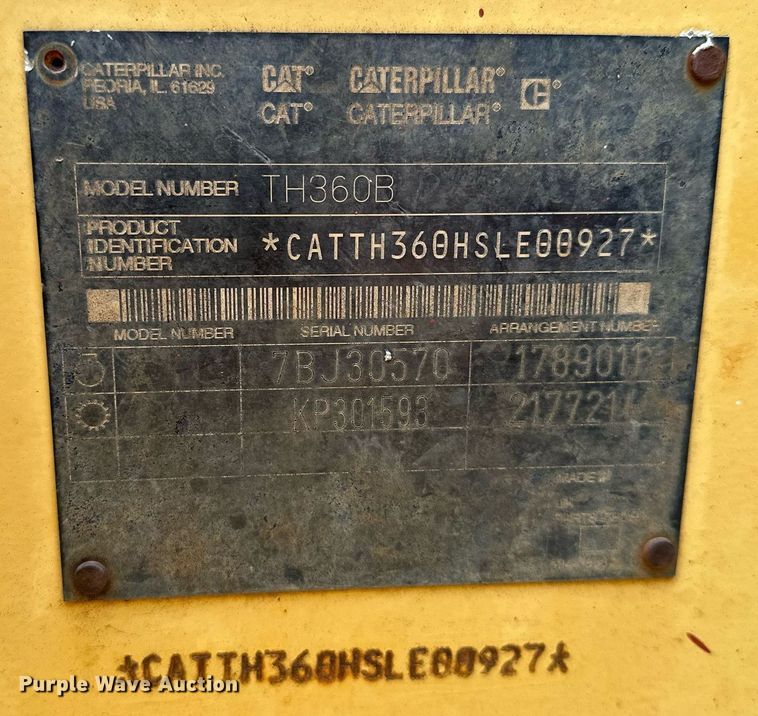 CATERPILLAR INC.
PEORIA, IL. 61629
USA
CAT® CATERPILLAR®
CAT® CATERPILLAR®
MODEL NUMBER TH360B
PRODUCT
IDENTIFICATION
NUMBER
*CATTH360HSLE00927*
MODEL NUMBER SERIAL NUMBER ARRANGEMENT NUMBER
7BJ30570
KP301593
MADE
*CATTH360HSLE00927*
Purple Wave Auction